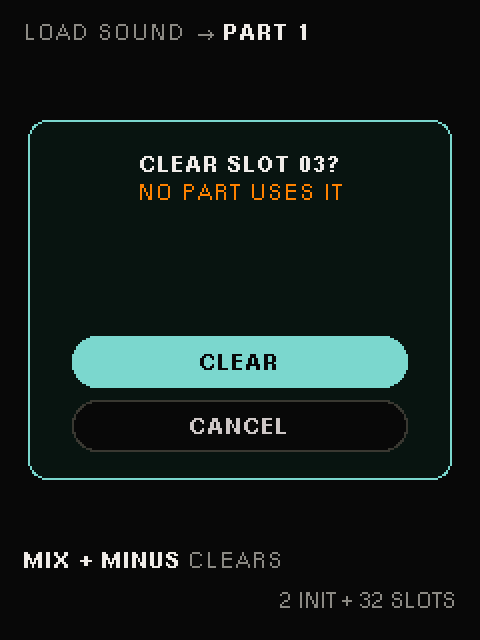 LOAD SOUND → PART 1
CLEAR SLOT 03?
NO PART USES IT
CLEAR
CANCEL
MIX + MINUS CLEARS
2 INIT + 32 SLOTS